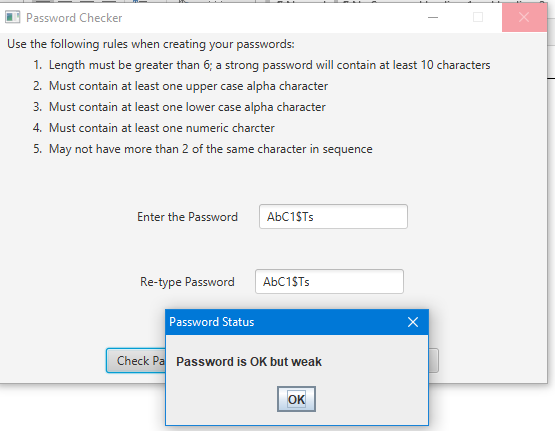 Password Checker
Use the following rules when creating your passwords:
1. Length must be greater than 6; a strong password will contain at least 10 characters
2. Must contain at least one upper case alpha character
3. Must contain at least one lower case alpha character
4. Must contain at least one numeric charcter
5. May not have more than 2 of the same character in sequence
Enter the Password AbC1$Ts
Re-type Password AbC1$Ts
Password Status
Check Pa
Password is OK but weak
OK